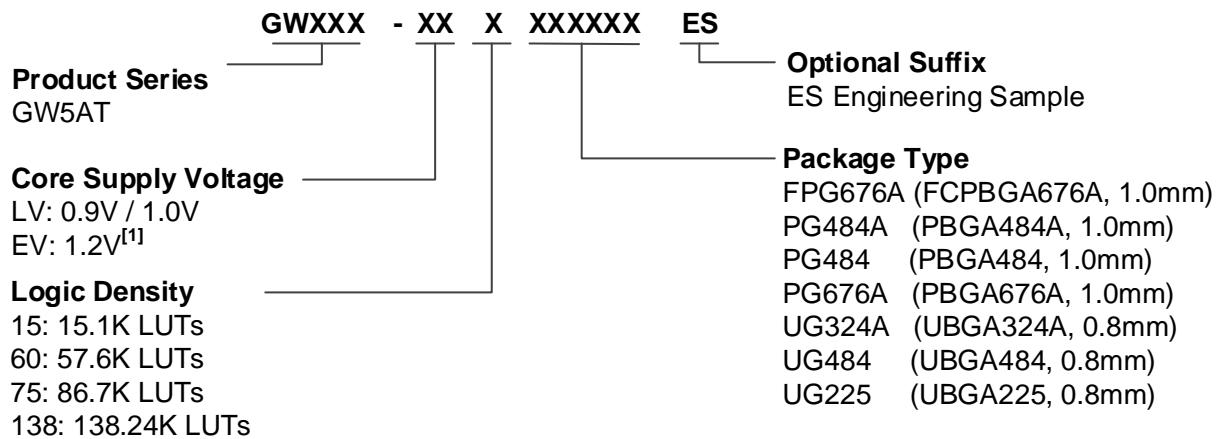 GWXXX - XX X XXXXXX ES
Product Series
GW5AT
Core Supply Voltage
LV: 0.9V / 1.0V
EV: 1.2V[1]
Logic Density
15: 15.1K LUTs
60: 57.6K LUTs
75: 86.7K LUTs
138: 138.24K LUTs
Optional Suffix
ES Engineering Sample
Package Type
FPG676A (FCPBGA676A, 1.0mm)
PG484A (PBGA484A, 1.0mm)
PG484 (PBGA484, 1.0mm)
PG676A (PBGA676A, 1.0mm)
UG324A (UBGA324A, 0.8mm)
UG484 (UBGA484, 0.8mm)
UG225 (UBGA225, 0.8mm)